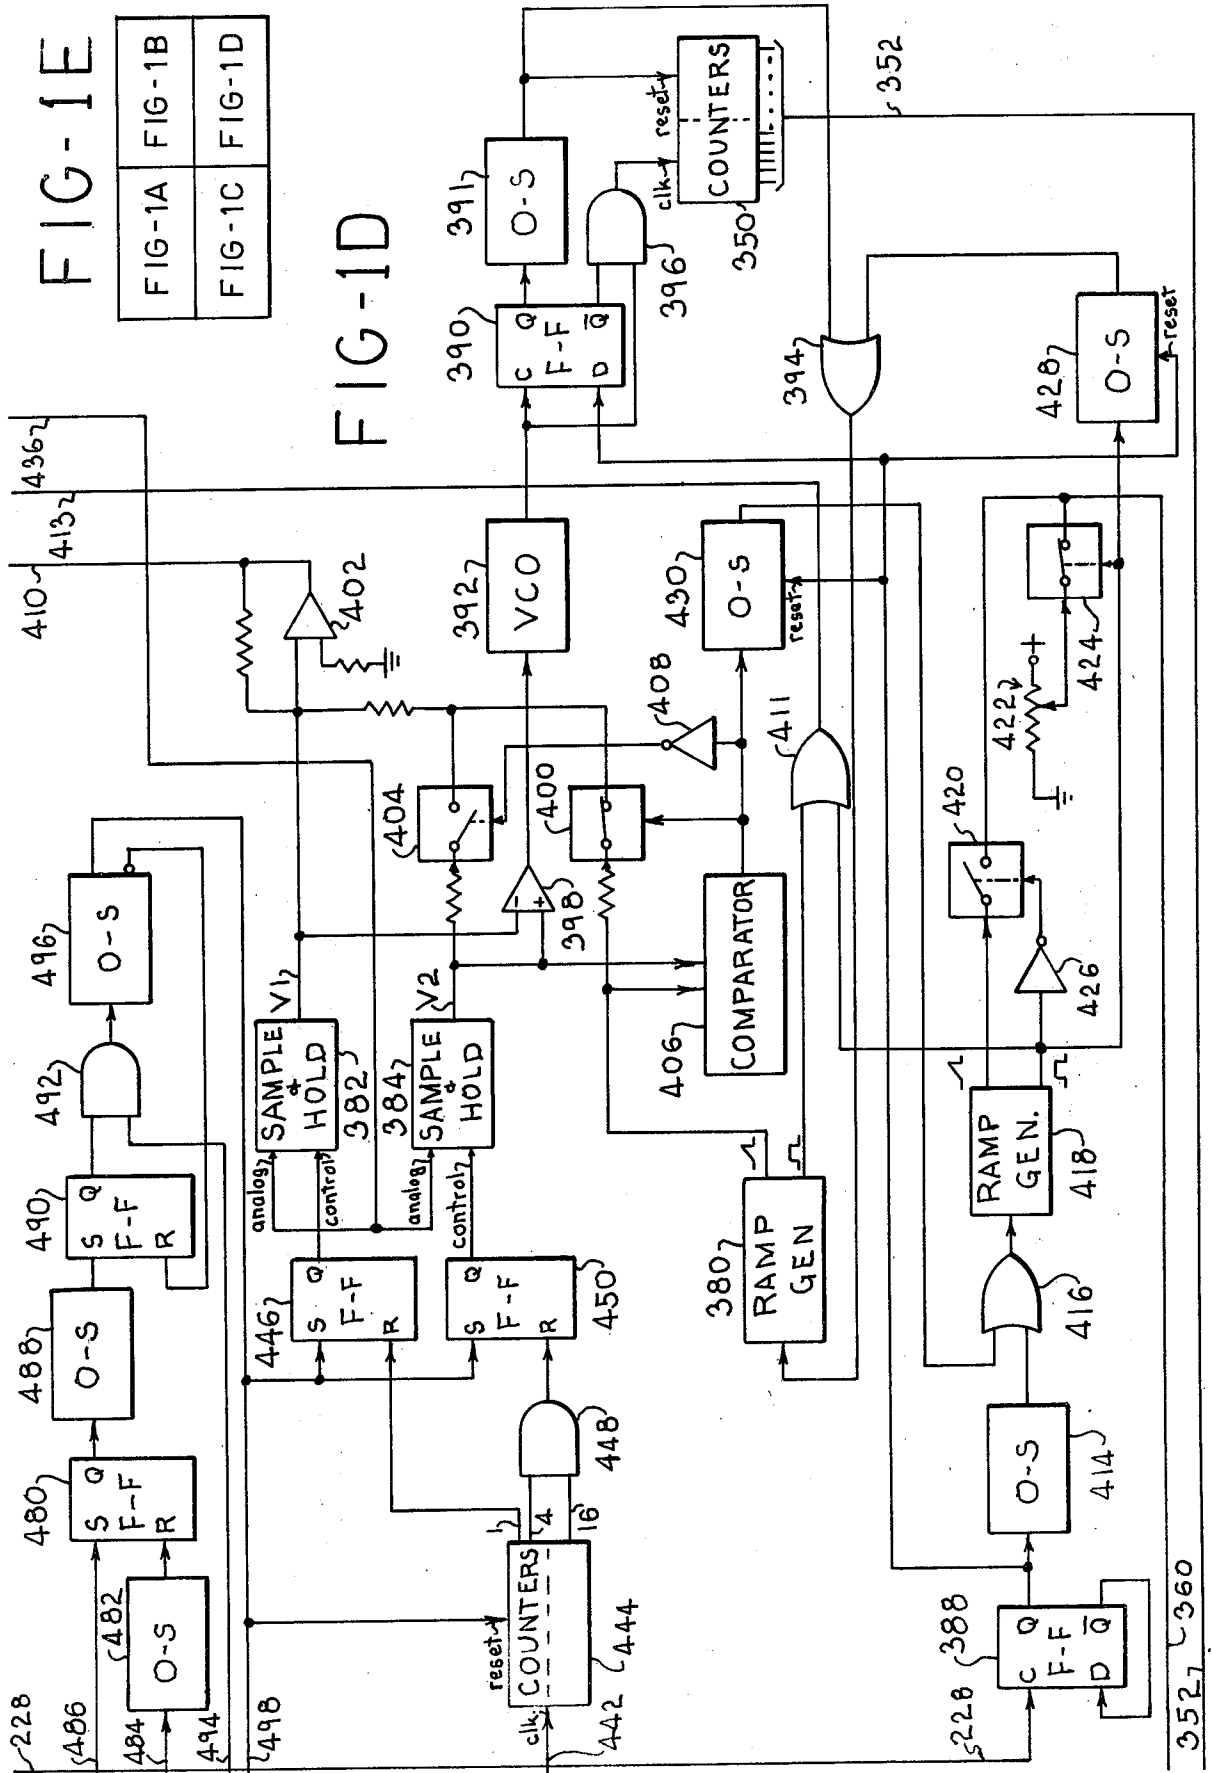 FIG-1E
FIG-1A FIG-1B
FIG-1C FIG-1D
FIG-1D
228
486
484
494
498
482
O-S
480
S Q
F-F
R
488
O-S
490
S Q
F-F
R
492
496
O-S
410
413
436
442
clk
reset
COUNTERS
444
1
4
16
448
446
S Q
F-F
R
450
S Q
F-F
R
analog
control
SAMPLE
&
HOLD
382
V1
analog
control
384
SAMPLE
&
HOLD
V2
402
404
400
398
+
-
408
406
COMPARATOR
392
VCO
430
O-S
reset
390
C Q
F-F
D Q
391
O-S
396
clk
reset
COUNTERS
350
352
394
411
380
RAMP
GEN
228
388
C Q
F-F
D Q
414
O-S
416
RAMP
GEN.
418
426
420
422
+
424
428
O-S
reset
352
360